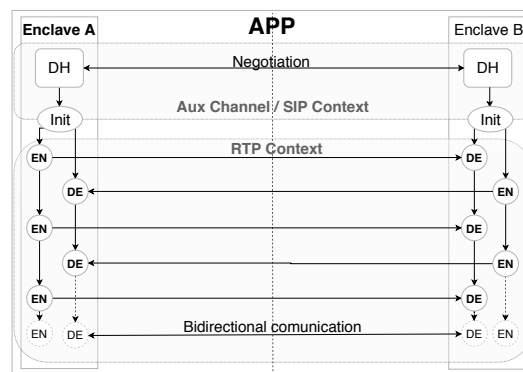 Enclave A APP Enclave B
DH Negotiation DH
Aux Channel / SIP Context
Init Init
RTP Context
EN DE
DE EN
EN DE
DE EN
EN DE
EN DE Bidirectional comunication DE EN